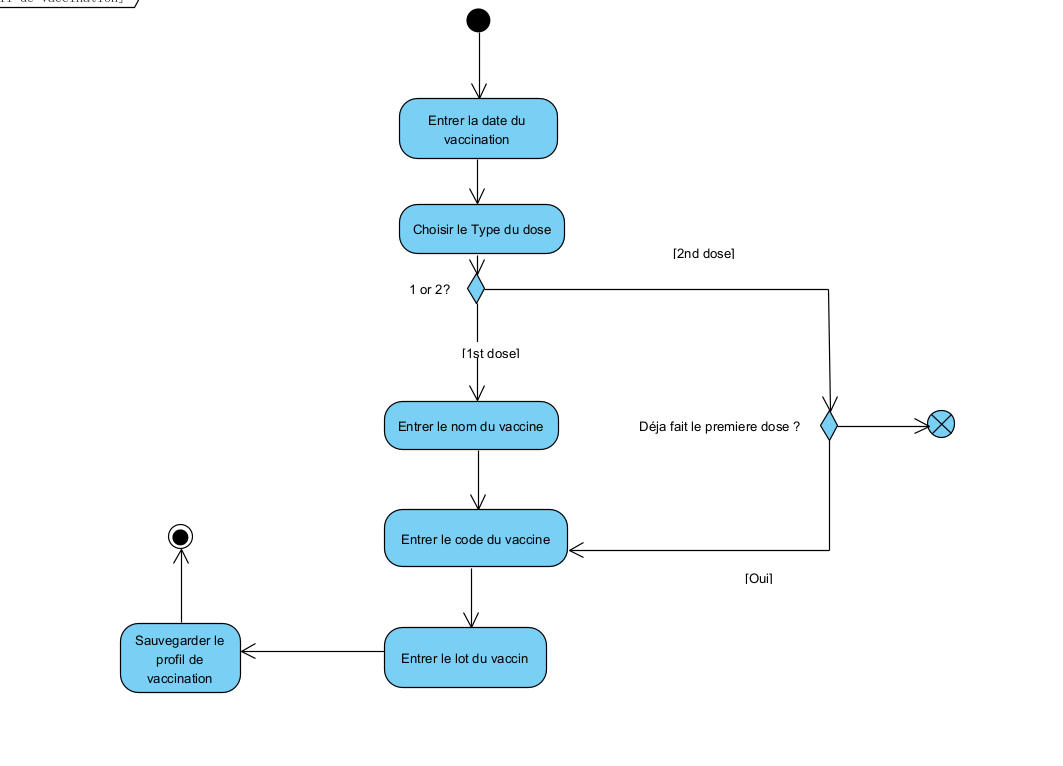 de vaccination]
Entrer la date du
vaccination
Choisir le Type du dose
[2nd dose]
1 or 2?
[1st dose]
Entrer le nom du vaccine
Déja fait le premiere dose ?
Entrer le code du vaccine
[Oui]
Sauvegarder le
profil de
vaccination
Entrer le lot du vaccin